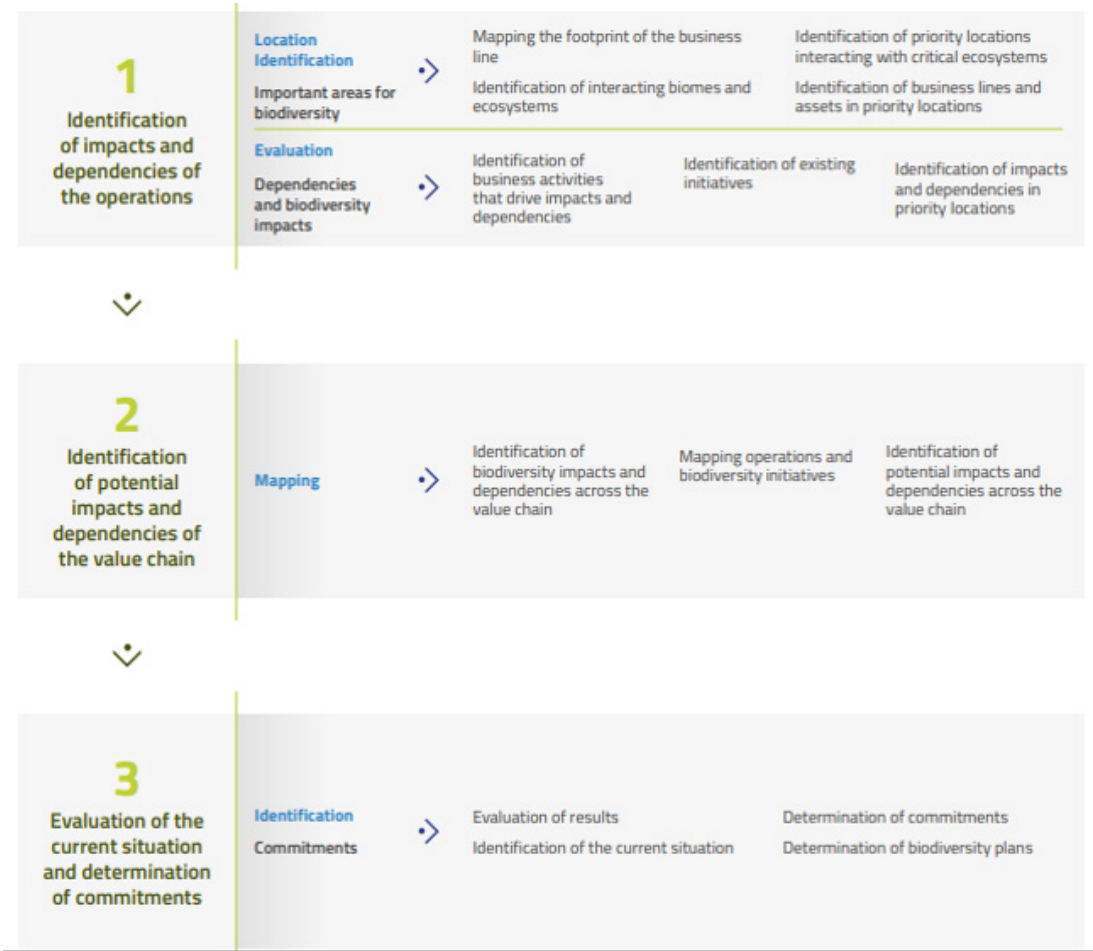 1
Identification
of impacts and
dependencies of
the operations
Location
Identification
Important areas for
biodiversity
Mapping the footprint of the business
line
Identification of interacting biomes and
ecosystems
Identification of priority locations
interacting with critical ecosystems
Identification of business lines and
assets in priority locations
Evaluation
Dependencies
and biodiversity
impacts
Identification of
business activities
that drive impacts and
dependencies
Identification of existing
initiatives
Identification of impacts
and dependencies in
priority locations
2
Identification
of potential
impacts and
dependencies of
the value chain
Mapping
Identification of
biodiversity impacts and
dependencies across the
value chain
Mapping operations and
biodiversity initiatives
Identification of
potential impacts and
dependencies across the
value chain
3
Evaluation of the
current situation
and determination
of commitments
Identification
Commitments
Evaluation of results
Identification of the current situation
Determination of commitments
Determination of biodiversity plans